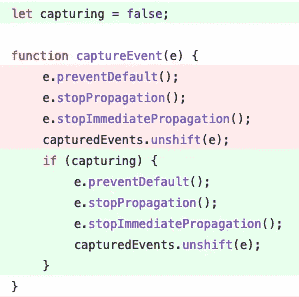 let capturing = false;
function captureEvent(e) {
e.preventDefault();
e.stopPropagation();
e.stopImmediatePropagation();
capturedEvents.unshift(e);
if (capturing) {
e.preventDefault();
e.stopPropagation();
e.stopImmediatePropagation();
capturedEvents.unshift(e);
}
}